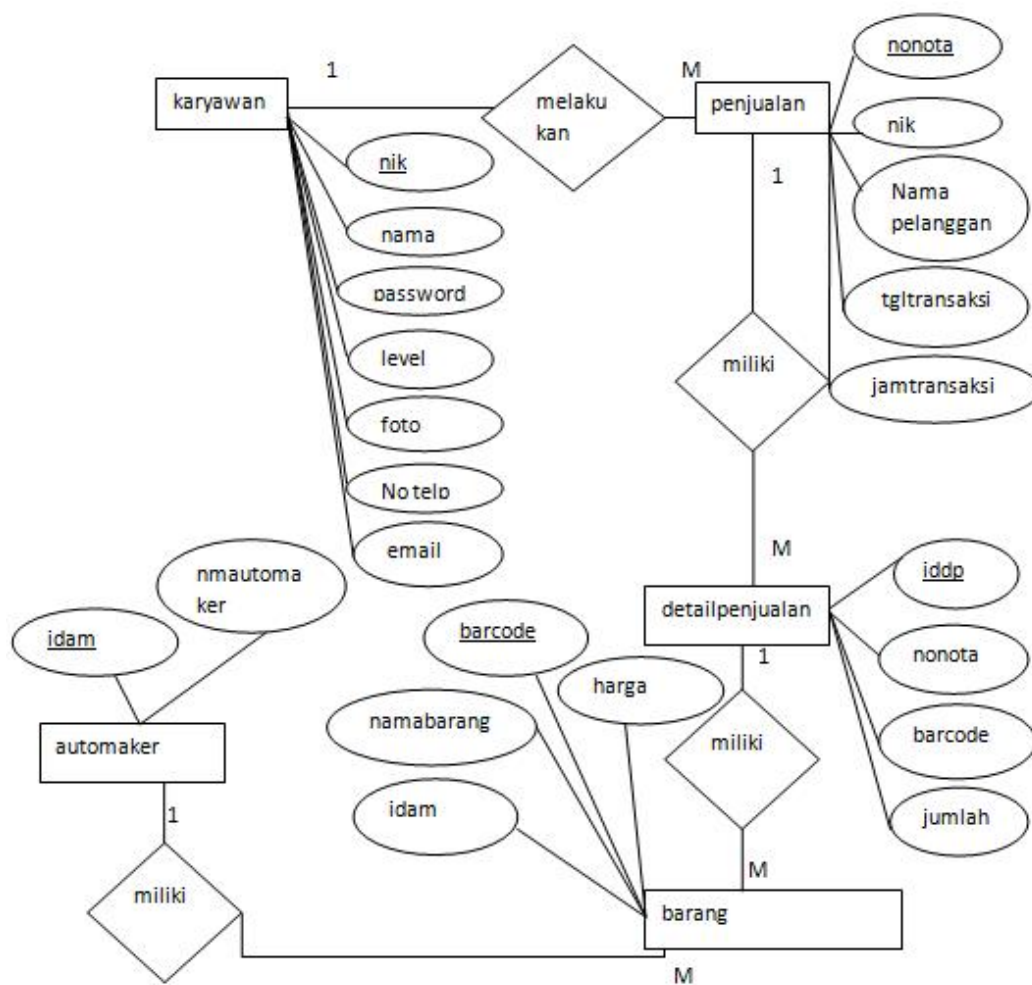 nonota
1
M
karyawan
melaku
kan
penjualan
nik
nik
1
Nama
pelanggan
nama
password
tgltransaksi
level
miliki
jamtransaksi
foto
No telp
email
M
nmautoma
ker
iddp
detailpenjualan
idam
barcode
1
nonota
harga
namabarang
automaker
miliki
barcode
idam
1
jumlah
M
miliki
barang
M